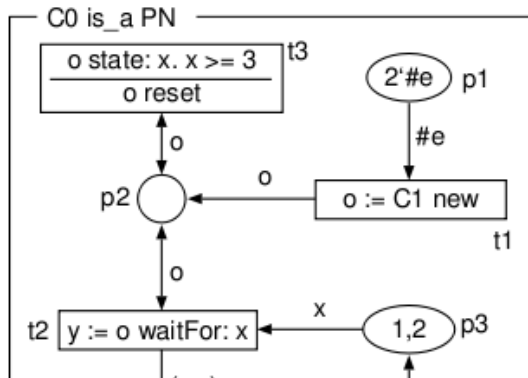 C0 is_a PN
o state: x. x >= 3
o reset
t3
2‘#e
p1
o
#e
p2
o
o := C1 new
t1
o
t2
y := o waitFor: x
x
1,2
p3